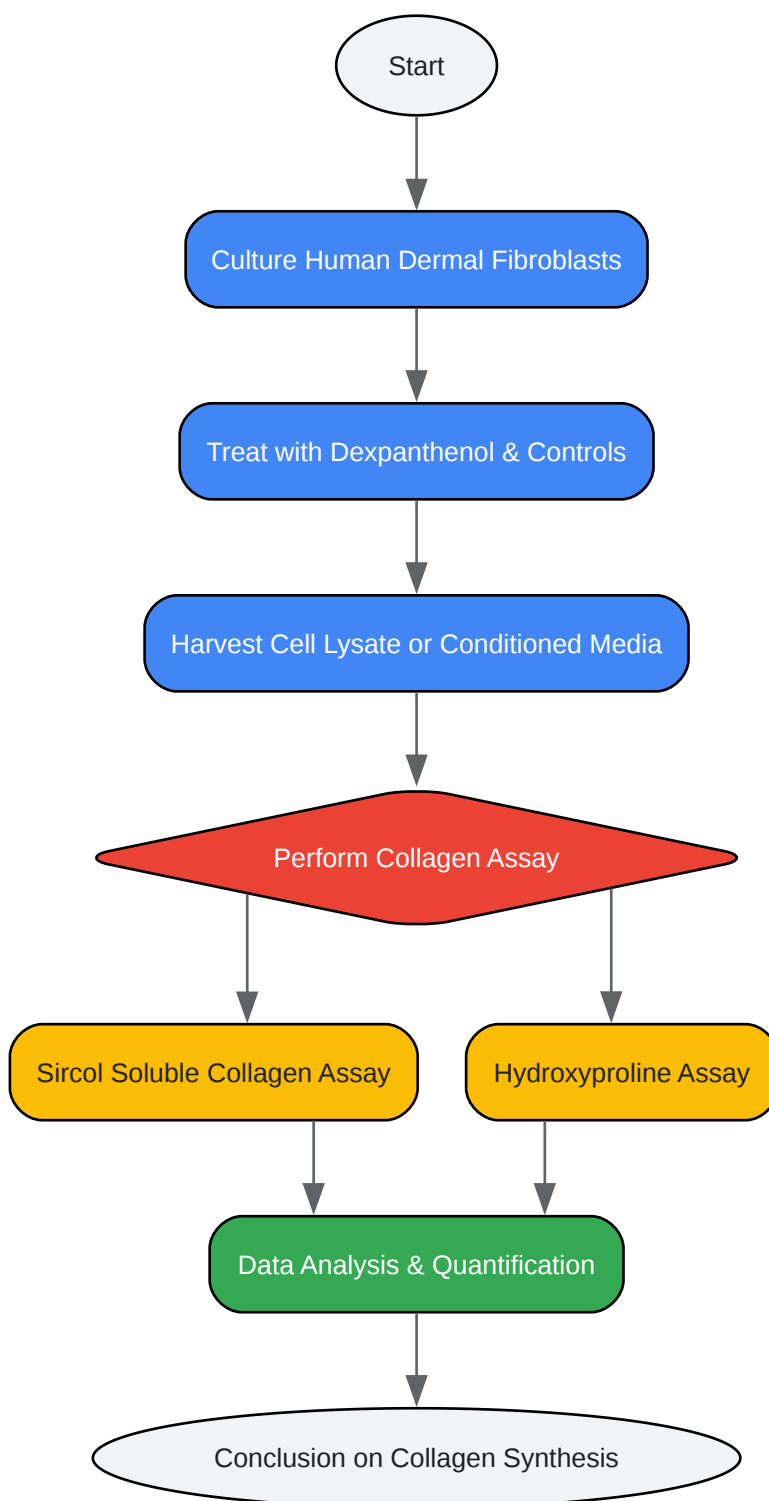 Start
Culture Human Dermal Fibroblasts
Treat with Dexpanthenol & Controls
Harvest Cell Lysate or Conditioned Media
Perform Collagen Assay
Sircol Soluble Collagen Assay
Hydroxyproline Assay
Data Analysis & Quantification
Conclusion on Collagen Synthesis